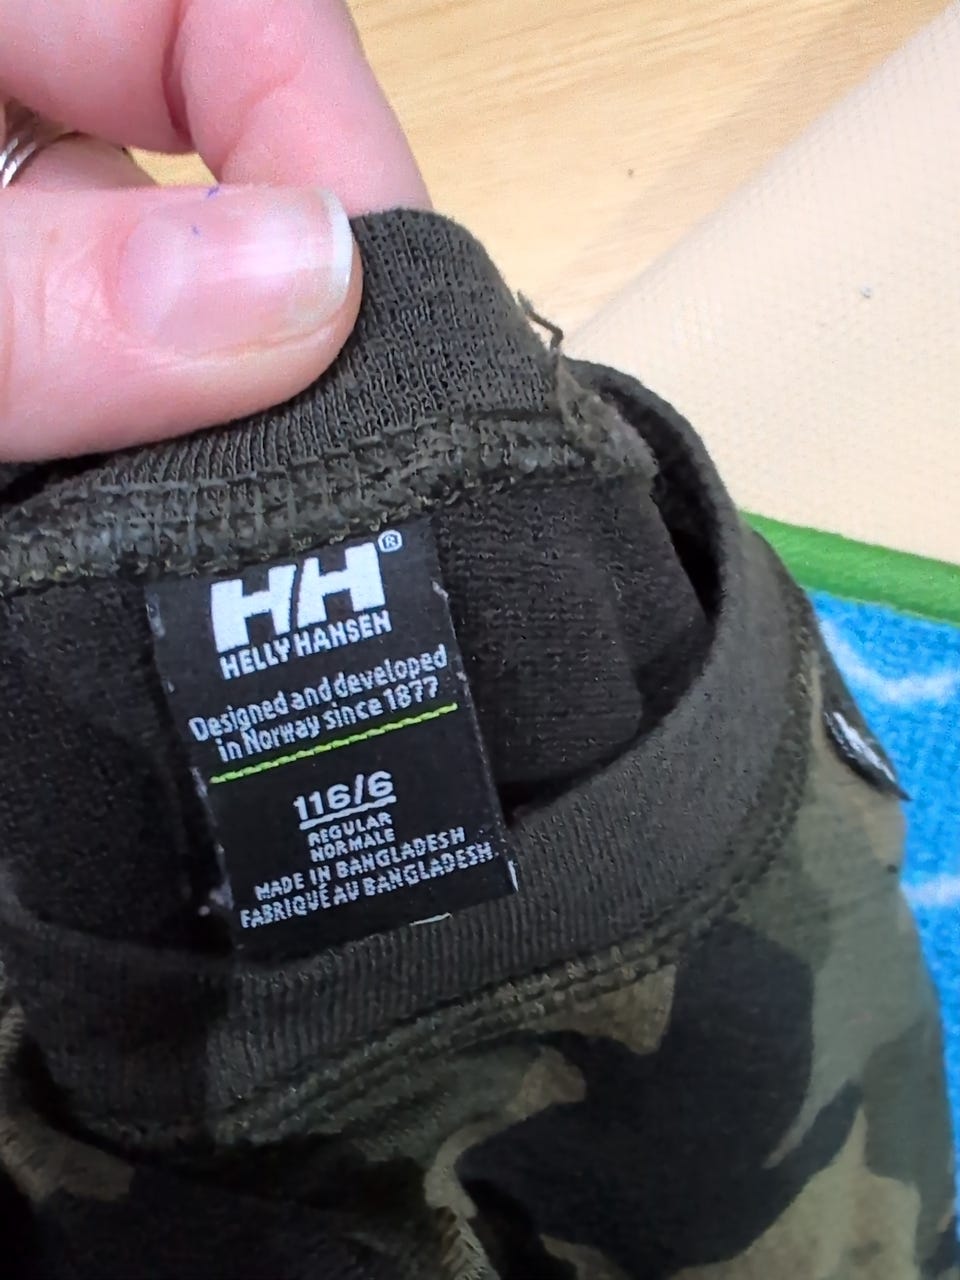 HH®
HELLY HANSEN
Designed and developed
in Norway since 1877
116/6
REGULAR
NORMALE
MADE IN BANGLADESH
FABRIQUÉ AU BANGLADESH